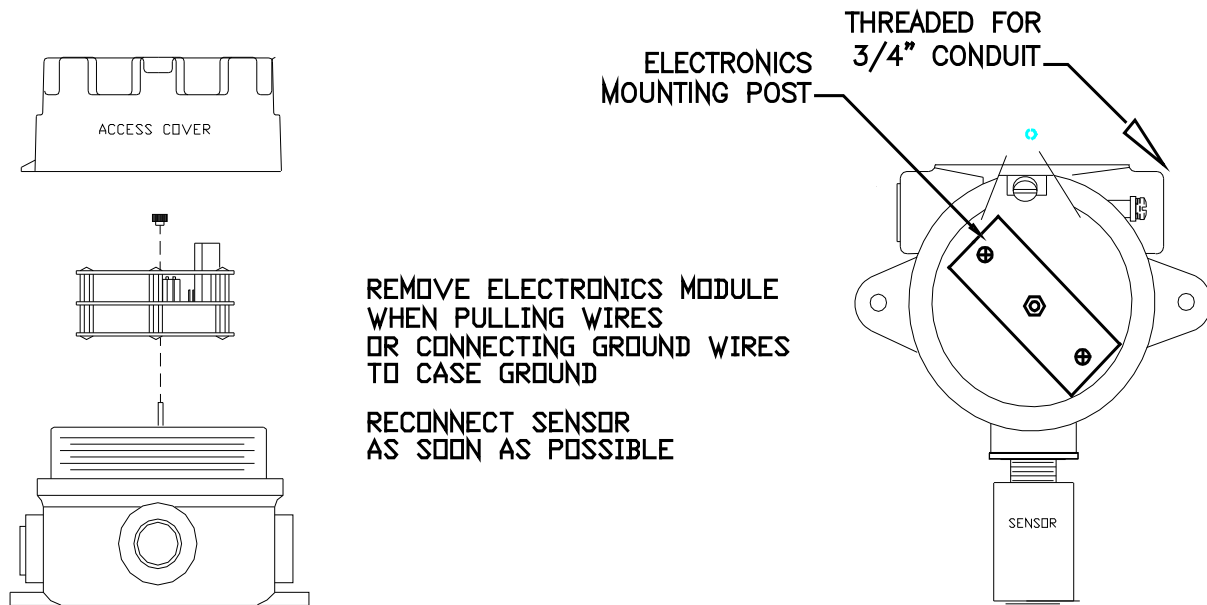 THREADED FOR
3/4" CONDUIT
ELECTRONICS
MOUNTING POST
ACCESS COVER
REMOVE ELECTRONICS MODULE
WHEN PULLING WIRES
OR CONNECTING GROUND WIRES
TO CASE GROUND
RECONNECT SENSOR
AS SOON AS POSSIBLE
SENSOR